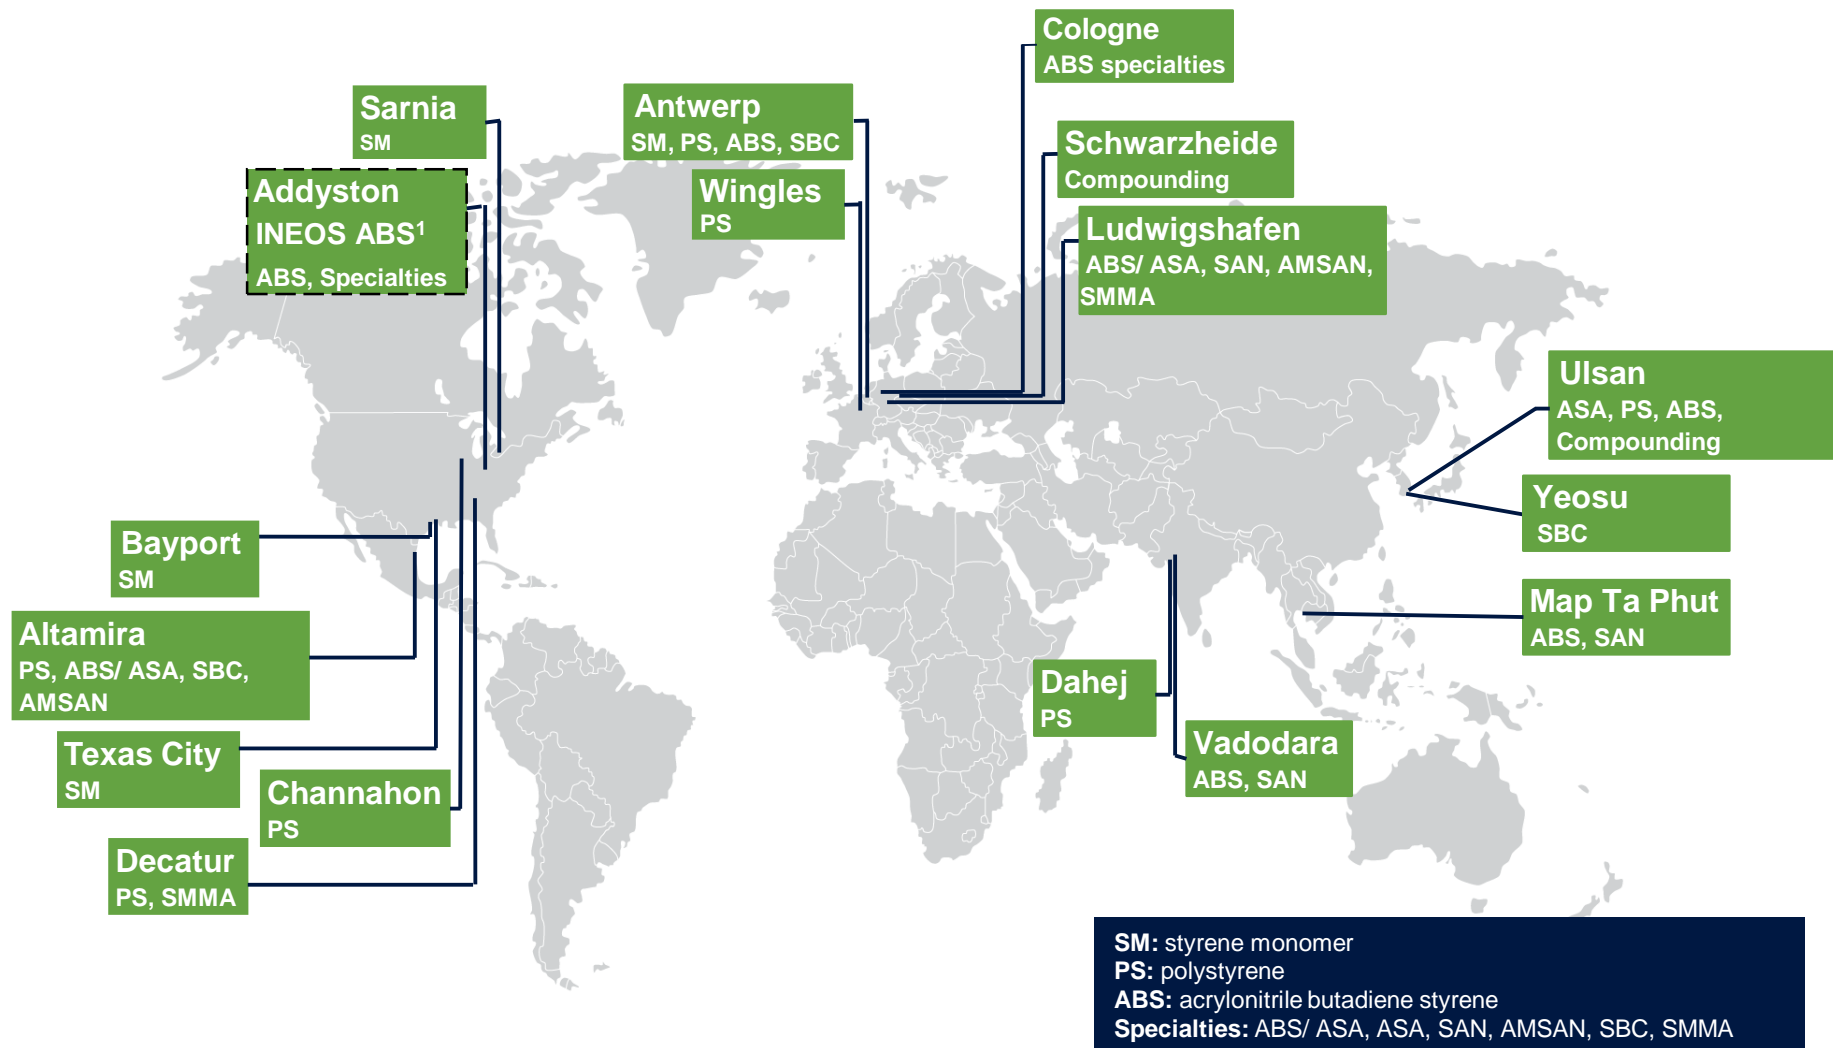 Cologne
ABS specialties
Sarnia
SM
Antwerp
SM, PS, ABS, SBC
Schwarzheide
Compounding
Addyston
INEOS ABS¹
ABS, Specialties
Wingles
PS
Ludwigshafen
ABS/ ASA, SAN, AMSAN,
SMMA
Ulsan
ASA, PS, ABS,
Compounding
Yeosu
SBC
Bayport
SM
Map Ta Phut
ABS, SAN
Altamira
PS, ABS/ ASA, SBC,
AMSAN
Dahej
PS
Texas City
SM
Vadodara
ABS, SAN
Channahon
PS
Decatur
PS, SMMA
SM: styrene monomer
PS: polystyrene
ABS: acrylonitrile butadiene styrene
Specialties: ABS/ ASA, ASA, SAN, AMSAN, SBC, SMMA